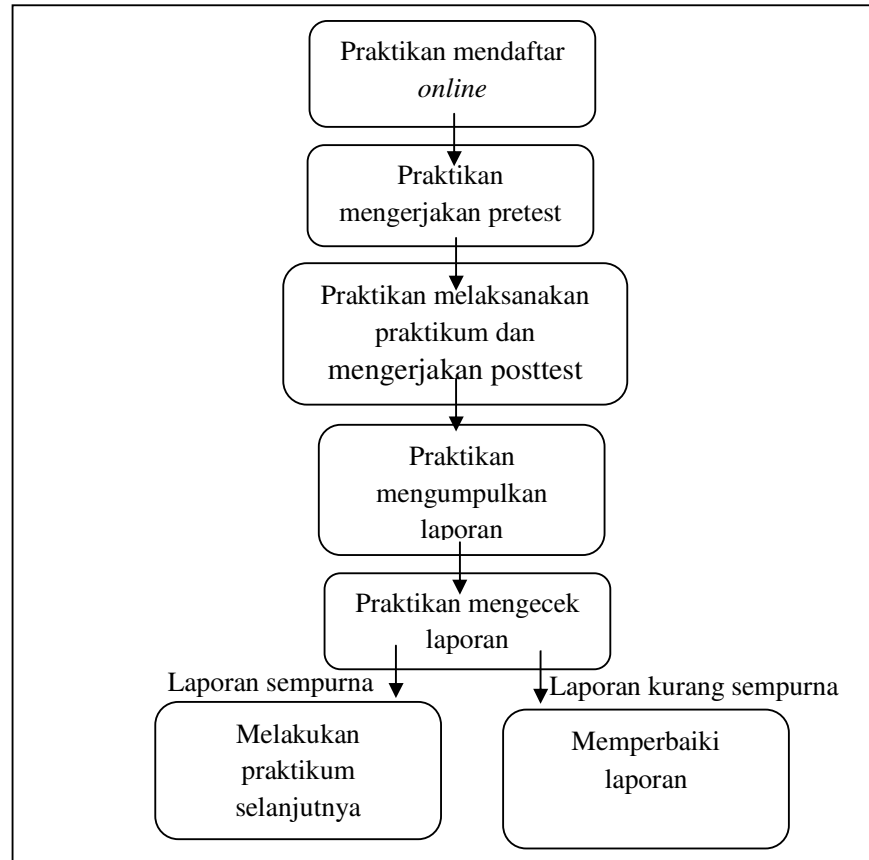 Praktikan mendaftar
online
Praktikan
mengerjakan pretest
Praktikan melaksanakan
praktikum dan
mengerjakan posttest
Praktikan
mengumpulkan
laporan
Praktikan mengecek
laporan
Laporan sempurna
Laporan kurang sempurna
Melakukan
praktikum
selanjutnya
Memperbaiki
laporan